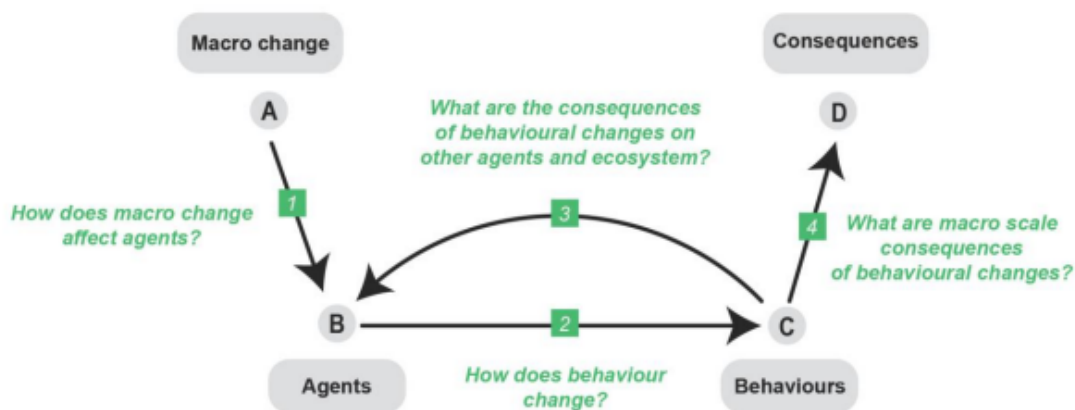 Macro change
Consequences
A
D
What are the consequences
of behavioural changes on
other agents and ecosystem?
1
3
4
How does macro change
affect agents?
What are macro scale
consequences
of behavioural changes?
B
2
C
Agents
How does behaviour
change?
Behaviours